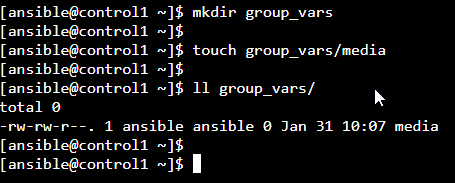 [ansible@control1 ~]$ mkdir group_vars
[ansible@control1 ~]$
[ansible@control1 ~]$ touch group_vars/media
[ansible@control1 ~]$
[ansible@control1 ~]$ ll group_vars/
total 0
-rw-rw-r--. 1 ansible ansible 0 Jan 31 10:07 media
[ansible@control1 ~]$
[ansible@control1 ~]$